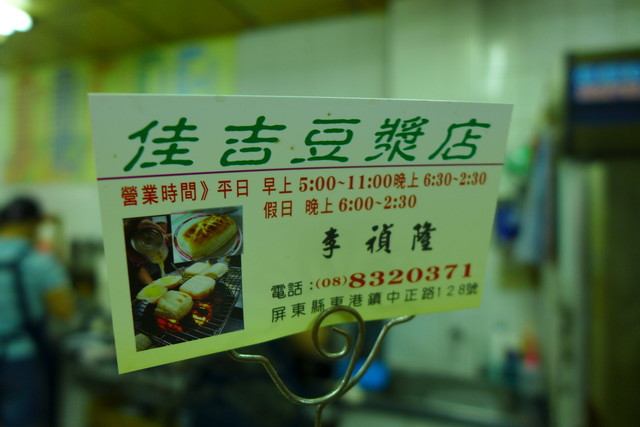 佳吉豆漿店
營業時間》平日 早上5:00~11:00晚上6:30~2:30
假日 晚上6:00~2:30
李禎隆
電話:(08)8320371
屏東縣東港鎮中正路128號